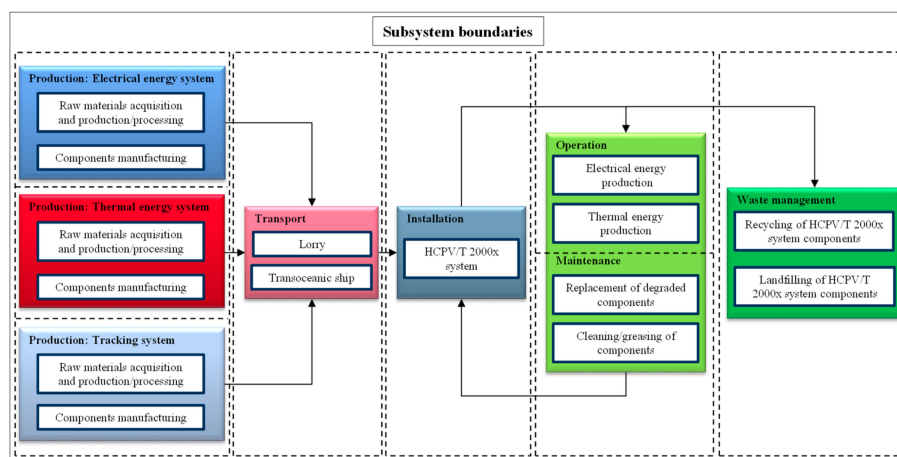 Subsystem boundaries
Production: Electrical energy system
Raw materials acquisition
and production/processing
Components manufacturing
Production: Thermal energy system
Raw materials acquisition
and production/processing
Components manufacturing
Production: Tracking system
Raw materials acquisition
and production/processing
Components manufacturing
Transport
Lorry
Transoceanic ship
Installation
HCPV/T 2000x
system
Operation
Electrical energy
production
Thermal energy
production
Maintenance
Replacement of degraded
components
Cleaning/greasing of
components
Waste management
Recycling of HCPV/T 2000x
system components
Landfilling of HCPV/T
2000x system components